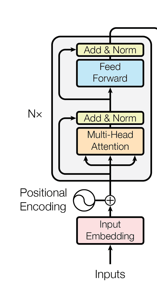 Add & Norm
Feed
Forward
N×
Add & Norm
Multi-Head
Attention
Positional
Encoding
Input
Embedding
Inputs